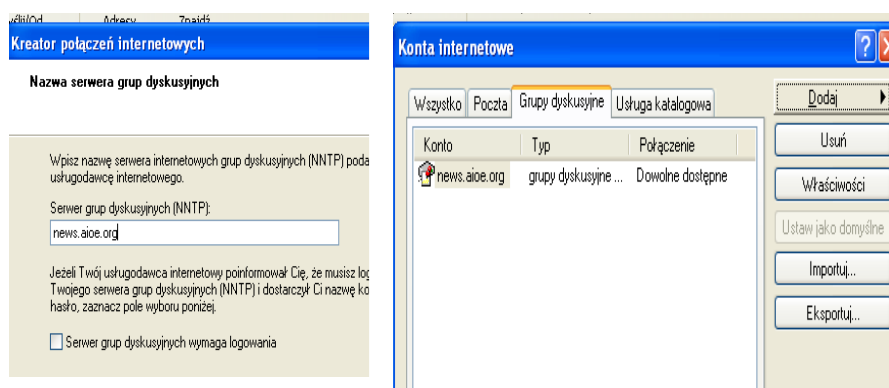 Adresy Znajdź
Kreator połączeń internetowych
Nazwa serwera grup dyskusyjnych
Wpisz nazwę serwera internetowych grup dyskusyjnych (NNTP) poda
usługodawcę internetowego.
Serwer grup dyskusyjnych (NNTP):
news.aioe.org
Jeżeli Twój usługodawca internetowy poinformował Cię, że musisz log
Twojego serwera grup dyskusyjnych (NNTP) i dostarczył Ci nazwę ko
hasło, zaznacz pole wyboru poniżej.
Serwer grup dyskusyjnych wymaga logowania
Konta internetowe
Wszystko Poczta Grupy dyskusyjne Usługa katalogowa
Konto Typ Połączenie
news.aioe.org grupy dyskusyjne ... Dowolne dostępne
Dodaj
Usuń
Właściwości
Ustaw jako domyślne
Importuj...
Eksportuj...